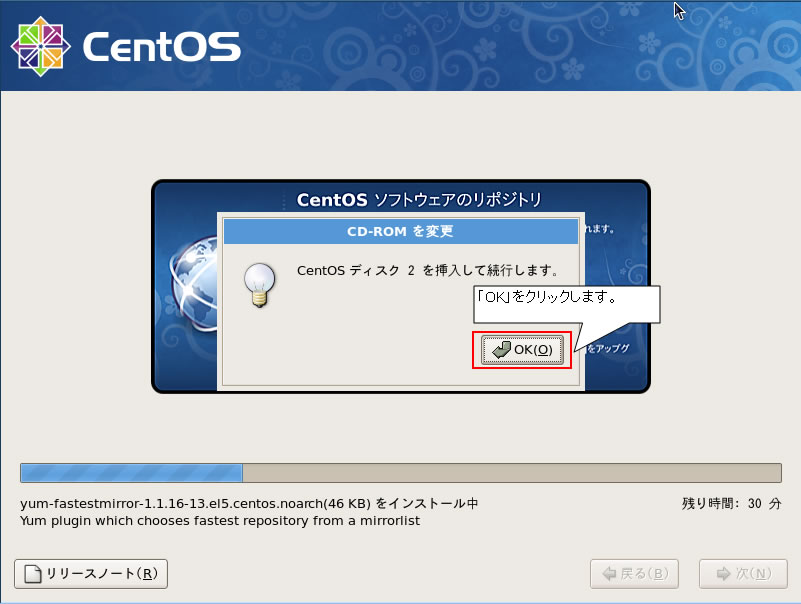 CentOS
CentOS ソフトウェアのリポジトリ
れます。
CD-ROM を変更
CentOS ディスク 2 を挿入して続行します。
「OK」をクリックします。
OK(O)
をアップグ
yum-fastestmirror-1.1.16-13.el5.centos.noarch(46 KB) をインストール中
残り時間: 30 分
Yum plugin which chooses fastest repository from a mirrorlist
リリースノート(R)
戻る(B)
次(N)